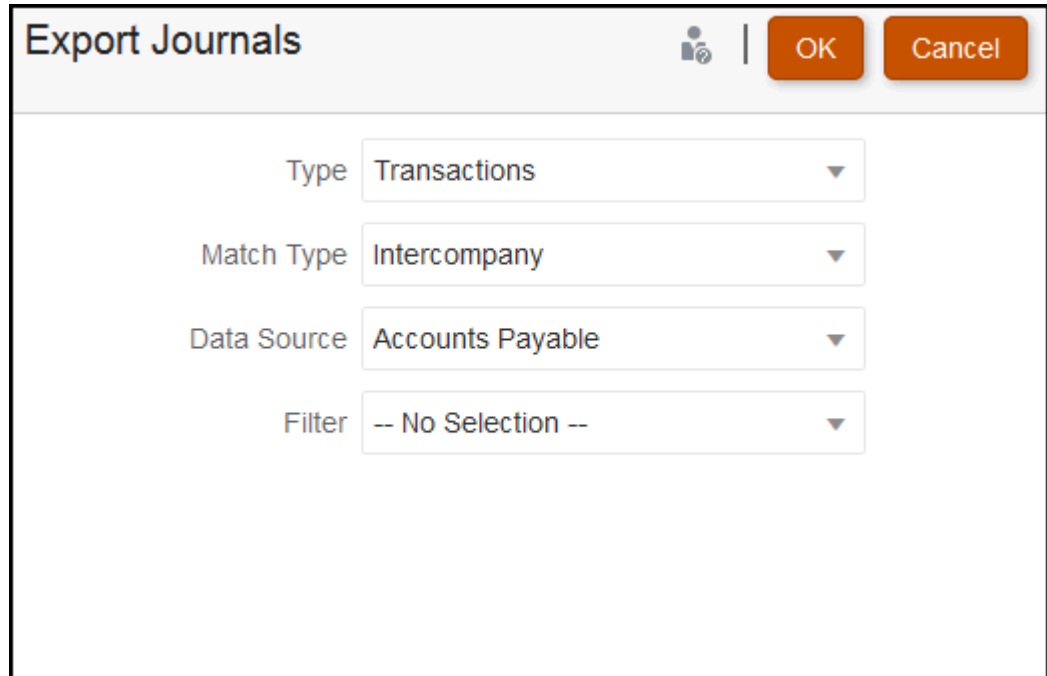 Export Journals
OK
Cancel
Type Transactions
Match Type Intercompany
Data Source Accounts Payable
Filter -- No Selection --